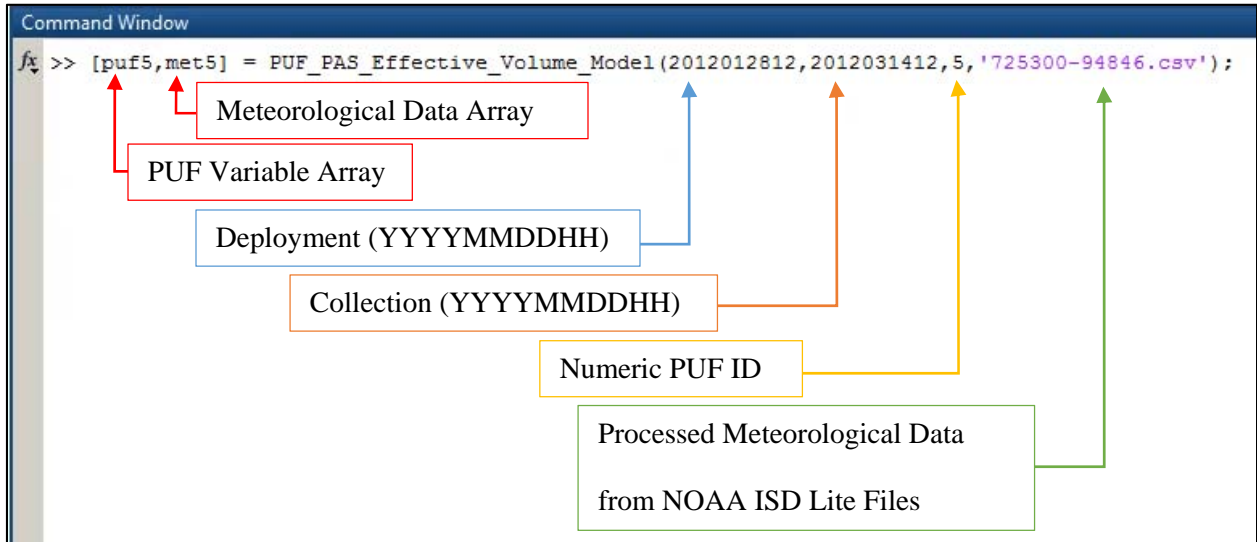 Command Window
fx >> [puf5,met5] = PUF_PAS_Effective_Volume_Model(2012012812,2012031412,5,'725300-94846.csv');
Meteorological Data Array
PUF Variable Array
Deployment (YYYYMMDDHH)
Collection (YYYYMMDDHH)
Numeric PUF ID
Processed Meteorological Data
from NOAA ISD Lite Files